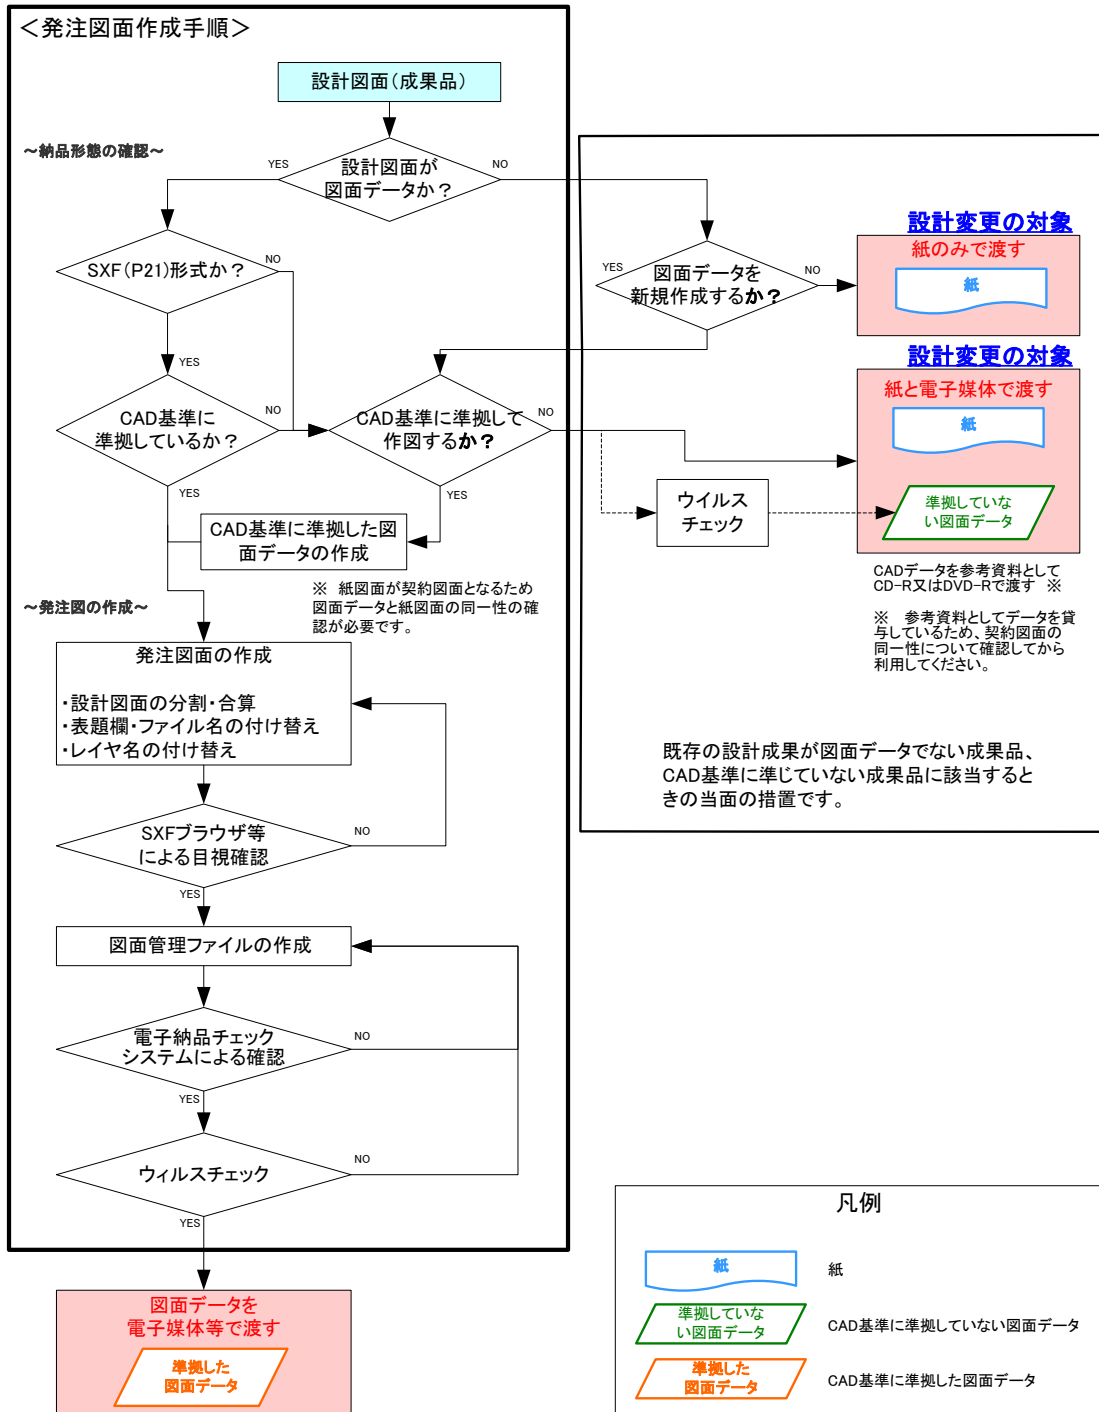 ＜発注図面作成手順＞
設計図面（成果品）
～納品形態の確認～
YES
設計図面が
図面データか？
NO
SXF（P21）形式か？
NO
YES
図面データを
新規作成するか？
NO
設計変更の対象
紙のみで渡す
紙
YES
CAD基準に
準拠しているか？
NO
CAD基準に準拠して
作図するか？
NO
設計変更の対象
紙と電子媒体で渡す
紙
YES
YES
CAD基準に準拠した図
面データの作成
ウイルス
チェック
準拠していな
い図面データ
※ 紙図面が契約図面となるため
図面データと紙図面の同一性の確
認が必要です。
CADデータを参考資料として
CD-R又はDVD-Rで渡す ※
※ 参考資料としてデータを貸
与しているため、契約図面の
同一性について確認してから
利用してください。
～発注図の作成～
発注図面の作成
・設計図面の分割・合算
・表題欄・ファイル名の付け替え
・レイヤ名の付け替え
既存の設計成果が図面データでない成果品、
CAD基準に準じていない成果品に該当すると
きの当面の措置です。
SXFブラウザ等
による目視確認
NO
YES
図面管理ファイルの作成
電子納品チェック
システムによる確認
NO
YES
ウィルスチェック
NO
YES
図面データを
電子媒体等で渡す
準拠した
図面データ
凡例
紙
紙
準拠していな
い図面データ
CAD基準に準拠していない図面データ
準拠した
図面データ
CAD基準に準拠した図面データ